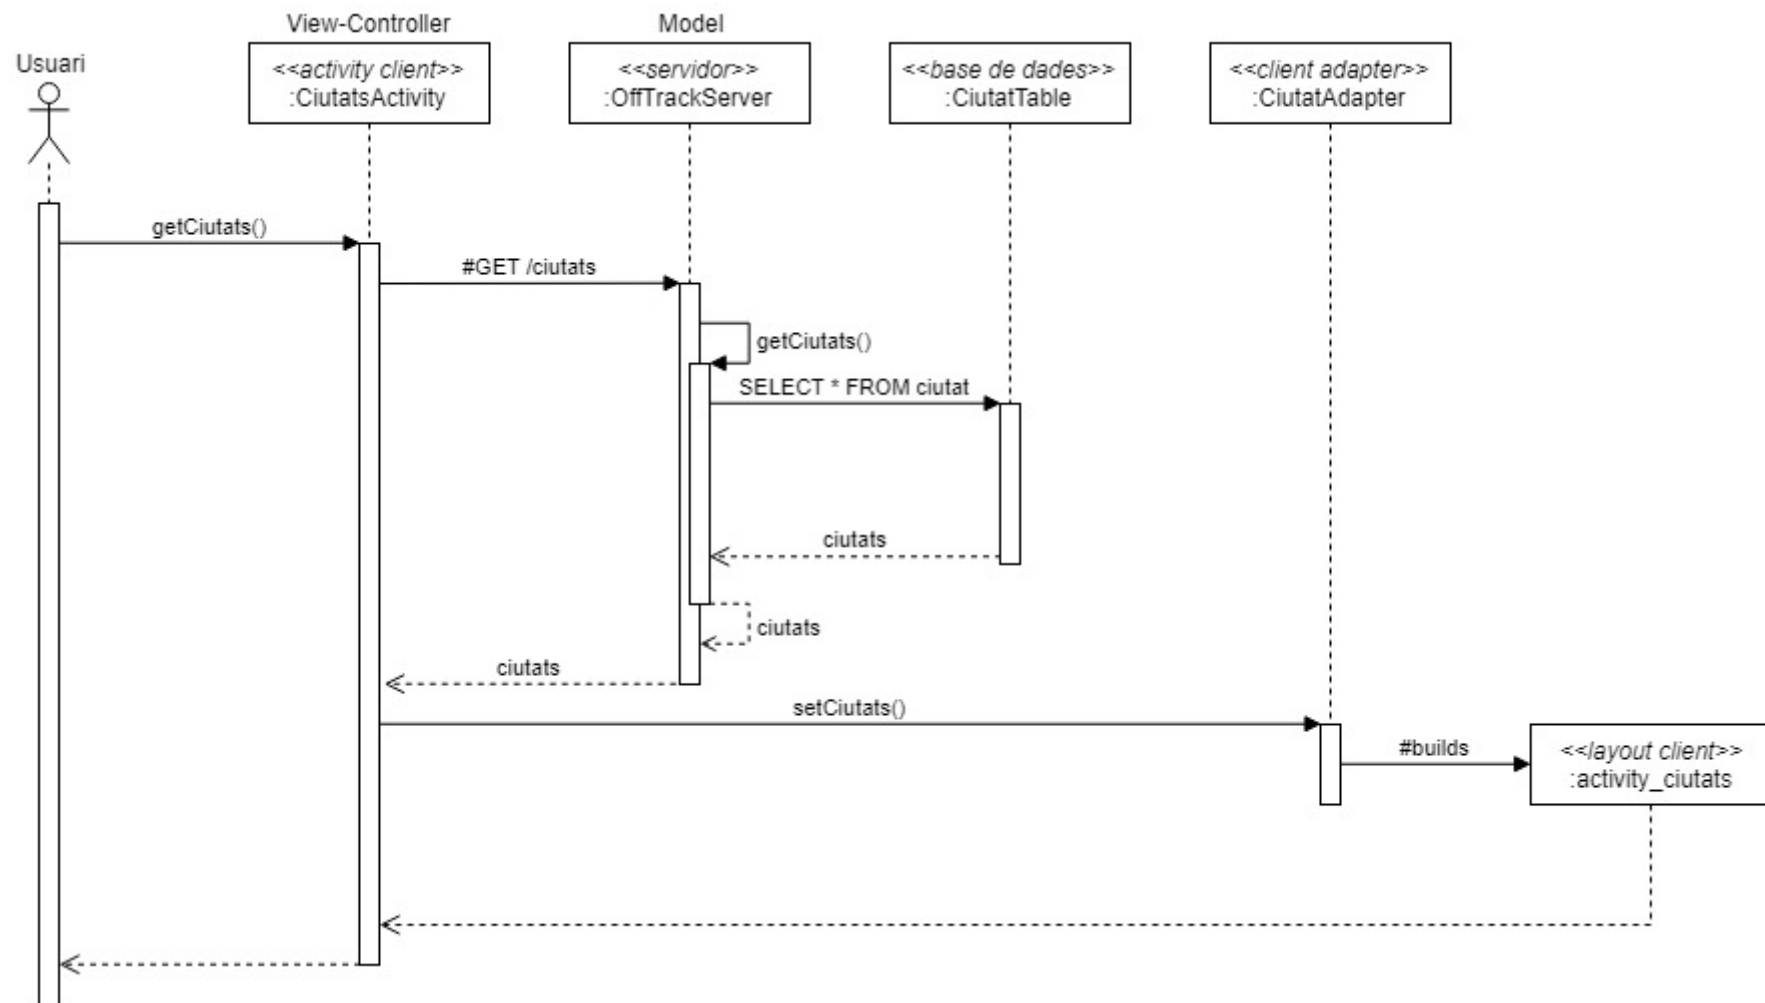 View-Controller
Model
Usuari
<<activity client>>
:CiutatsActivity
<<servidor>>
:OffTrackServer
<<base de dades>>
:CiutatTable
<<client adapter>>
:CiutatAdapter
getCiutats()
#GET /ciutats
getCiutats()
SELECT * FROM ciutat
ciutats
ciutats
ciutats
setCiutats()
#builds
<<layout client>>
:activity_ciutats